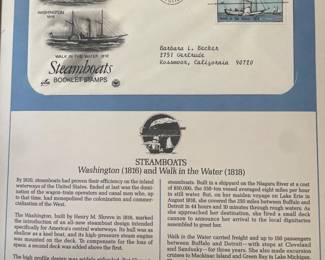 WASHINGTON
1816
WALK IN THE WATER 1818
Steamboats
BOOKLET STAMPS
Barbara L. Becker
2751 Gertrude
Rossmoor, California 90720
STEAMBOATS
Washington (1816) and Walk in the Water (1818)
By 1816, steamboats had proven their efficiency on the inland
waterways of the United States. Ended at last was the domi-
nation of the wagon-train operators and canal men who, up
to that time, had monopolized the colonization and commer-
cialization of the West.
The Washington, built by Henry M. Shreve in 1816, marked
the introduction of an all-new steamboat design intended
specifically for America's central waterways. Its hull was as
shallow as a keel boat, and its high-pressure steam engine
was mounted on the deck. To compensate for the loss of
space, a second deck was added above the first.
The high profile design was widely
steamboats. Built in a shipyard on the Niagara River at a cost
of $50,000, the 338-ton vessel averaged eight miles per hour
in still water. But, on her maiden voyage on Lake Erie in
August 1818, she covered the 250 miles between Buffalo and
Detroit in 44 hours and 10 minutes through rough waters. As
she approached her destination, she fired a small deck
cannon to announce her arrival to the local dignitaries
assembled to greet her.
Walk in the Water carried freight and up to 150 passengers
between Buffalo and Detroit—with stops at Cleveland
and Sandusky—for three years. She also made excursion
cruises to Mackinac Island and Green Bay in Lake Michigan.